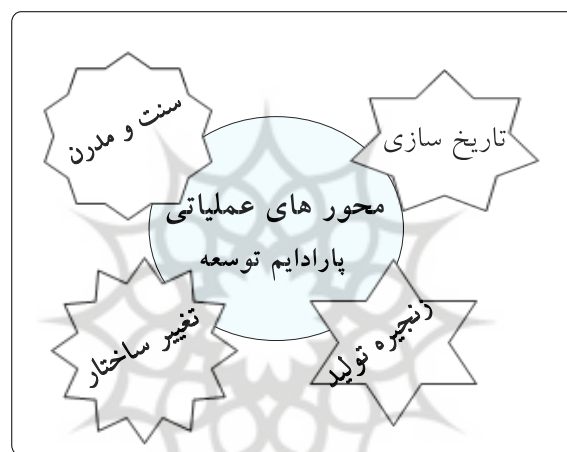 تاریخ سازی
سنت و مدرن
محور های عملیاتی
پارادایم توسعه
زنجیره تولید
تغییر ساختار